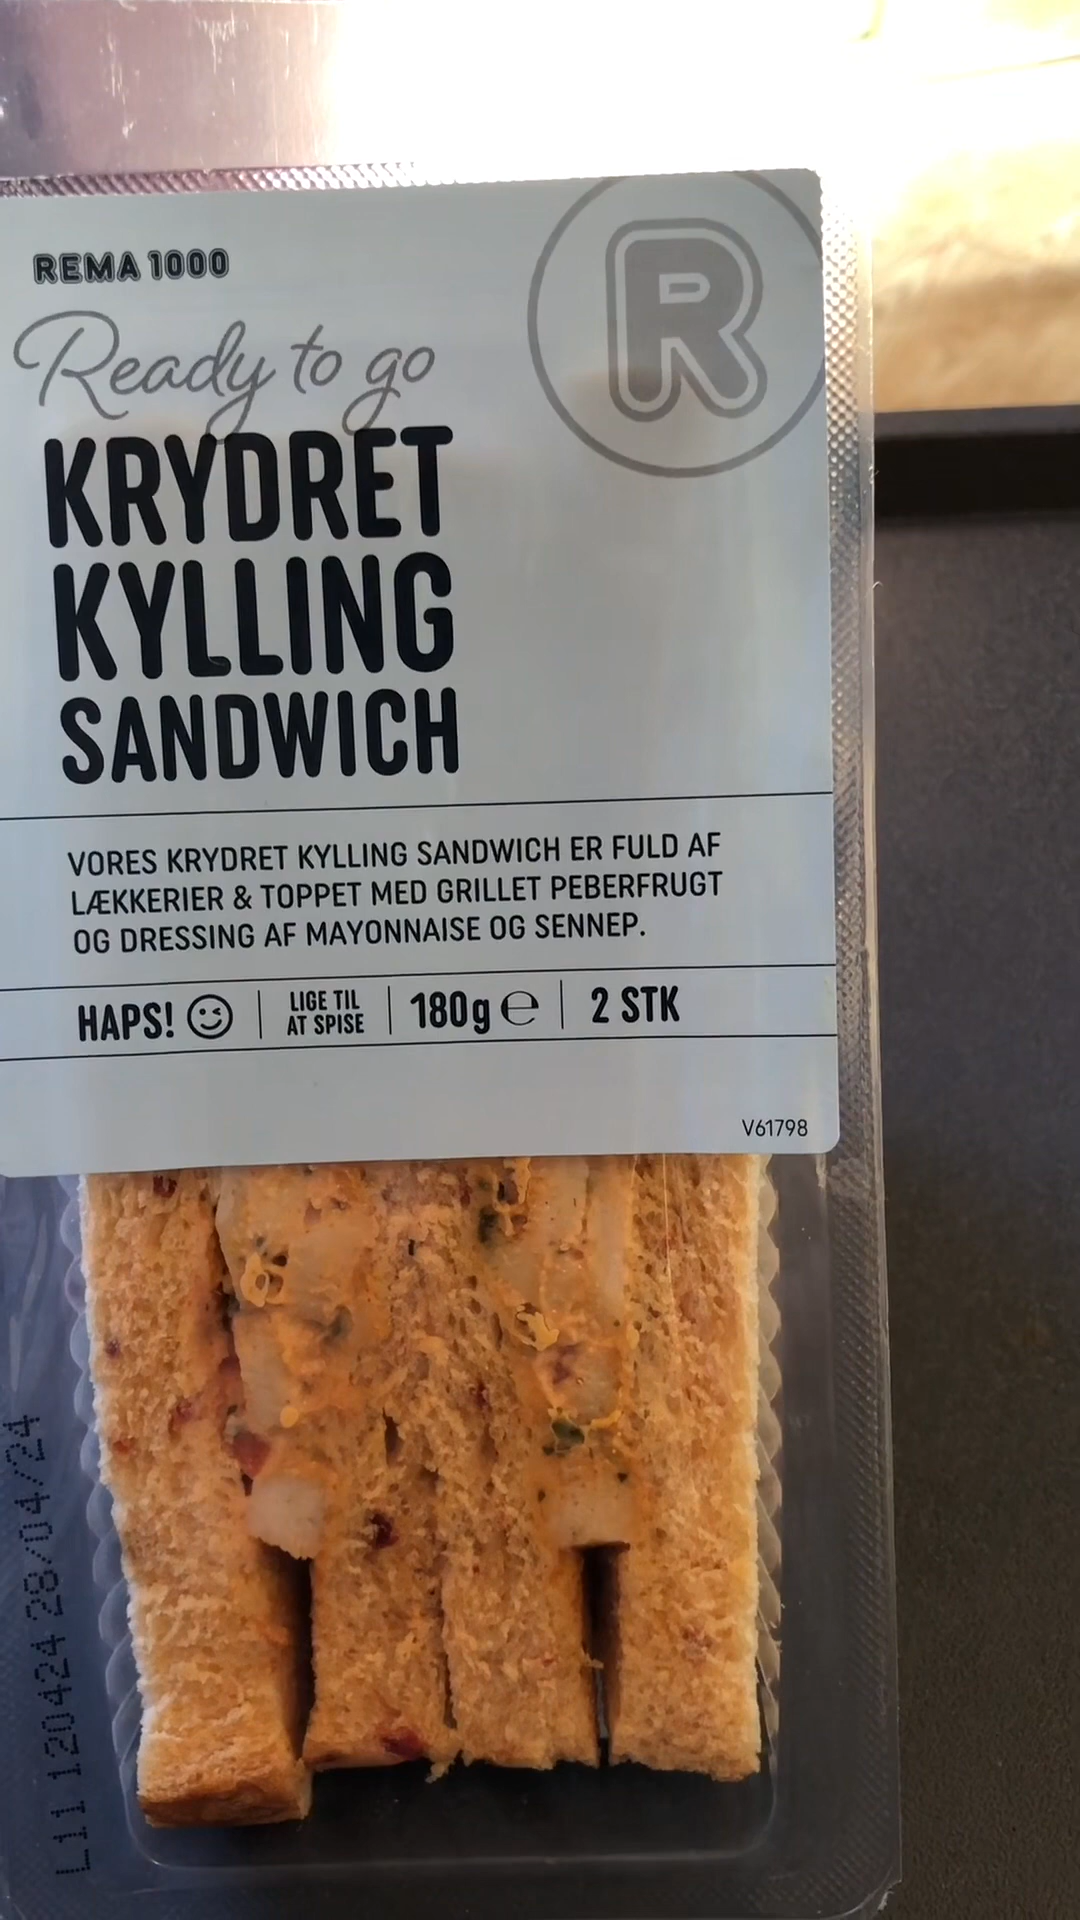 R
REMA 1000
Ready to go
KRYDRET
KYLLING
SANDWICH
VORES KRYDRET KYLLING SANDWICH ER FULD AF
LÆKKERIER & TOPPET MED GRILLET PEBERFRUGT
OG DRESSING AF MAYONNAISE OG SENNEP.
HAPS! LIGE TIL AT SPISE 180g ℮ 2 STK
V61798
L11 120424 28/04/24